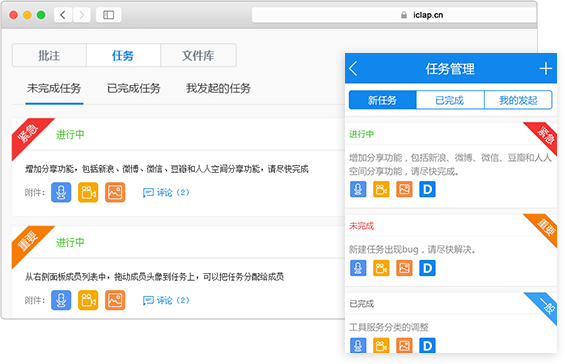 iclap.cn
批注
任务
文件库
未完成任务
已完成任务
我发起的任务
紧急
进行中
增加分享功能，包括新浪、微博、微信、豆瓣和人人空间分享功能，请尽快完成
附件:
评论（2）
重要
进行中
从右侧面板成员列表中，拖动成员头像到任务上，可以把任务分配给成员
附件:
评论（2）
任务管理
新任务
已完成
我的发起
进行中
紧急
增加分享功能，包括新浪、微博、微信、豆瓣和人人
空间分享功能，请尽快完成。
D
未完成
重要
新建任务出现bug，请尽快解决。
D
已完成
一般
工具服务分类的调整
D